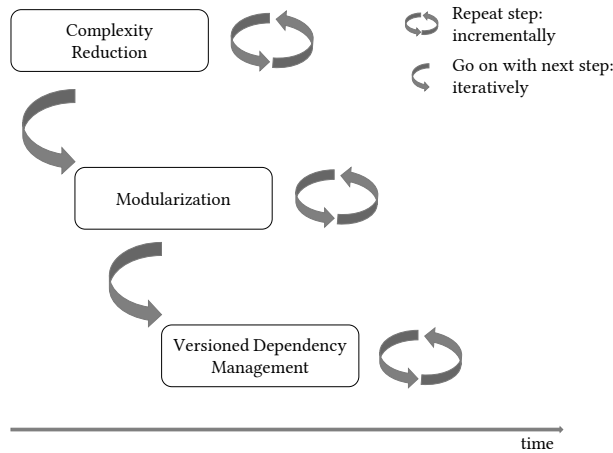 Complexity
Reduction
Repeat step:
incrementally
Go on with next step:
iteratively
Modularization
Versioned Dependency
Management
time